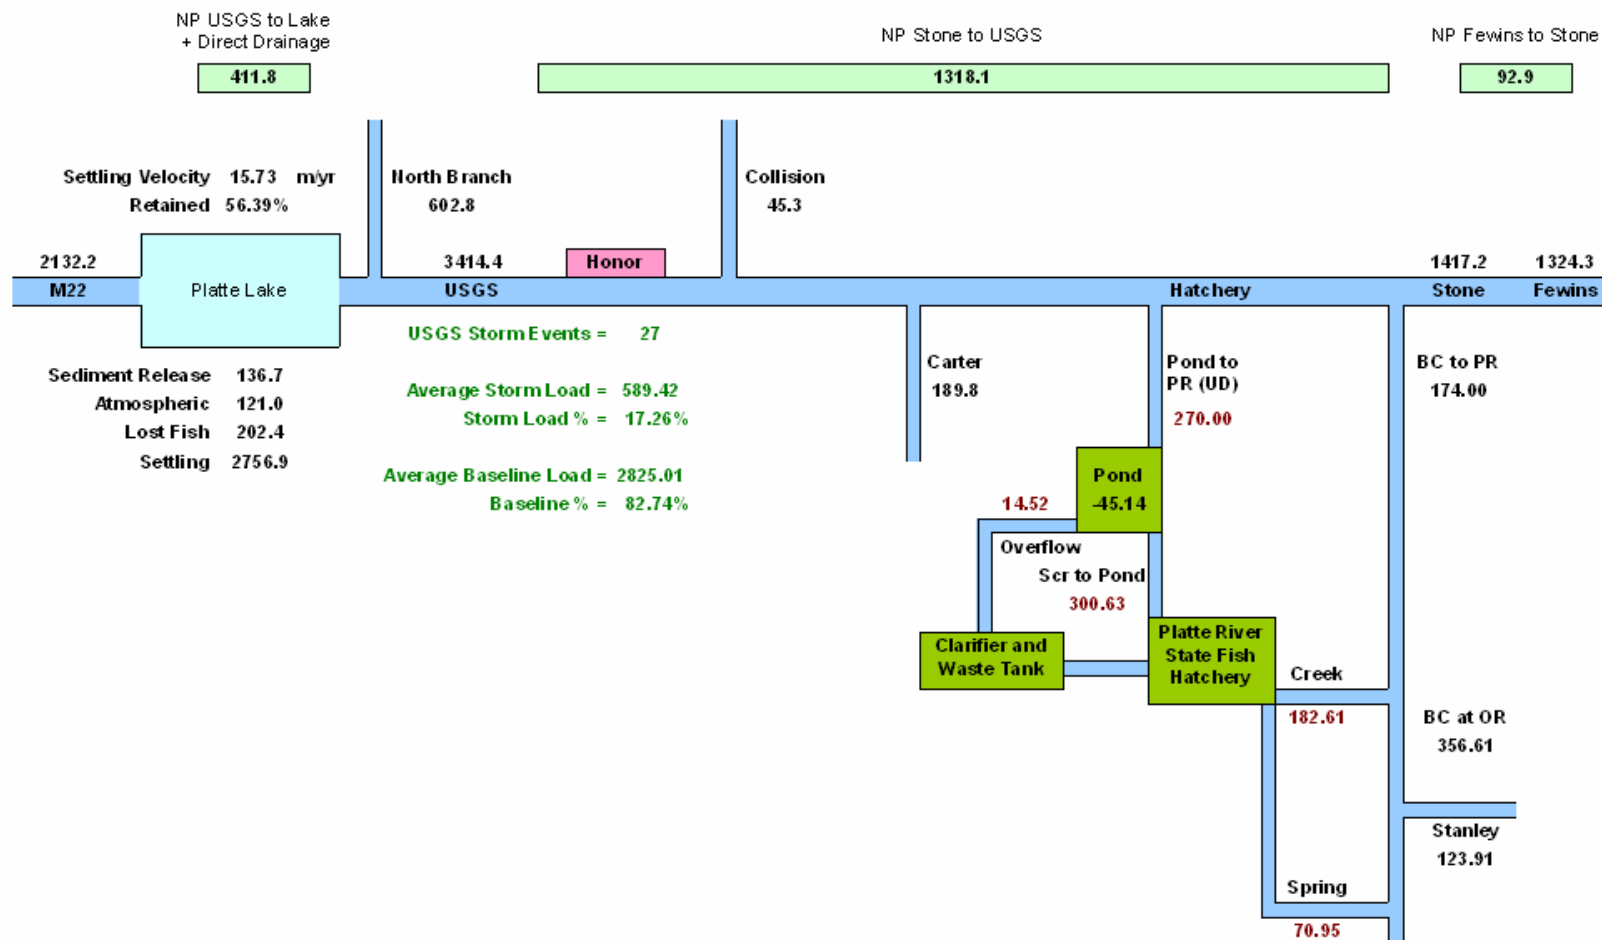 NP USGS to Lake
+ Direct Drainage
411.8
NP Stone to USGS
1318.1
NP Fewins to Stone
92.9
Settling Velocity 15.73 m/yr
Retained 56.39%
North Branch
602.8
Collision
45.3
2132.2
M22
Platte Lake
3414.4
USGS
Honor
Hatchery
1417.2
Stone
1324.3
Fewins
USGS Storm Events = 27
Average Storm Load = 589.42
Storm Load % = 17.26%
Average Baseline Load = 2825.01
Baseline % = 82.74%
Sediment Release 136.7
Atmospheric 121.0
Lost Fish 202.4
Settling 2756.9
Carter
189.8
Pond to
PR (UD)
270.00
BC to PR
174.00
Pond
-45.14
14.52
Overflow
Scr to Pond
300.63
Clarifier and
Waste Tank
Platte River
State Fish
Hatchery
Creek
182.61
BC at OR
356.61
Stanley
123.91
Spring
70.95